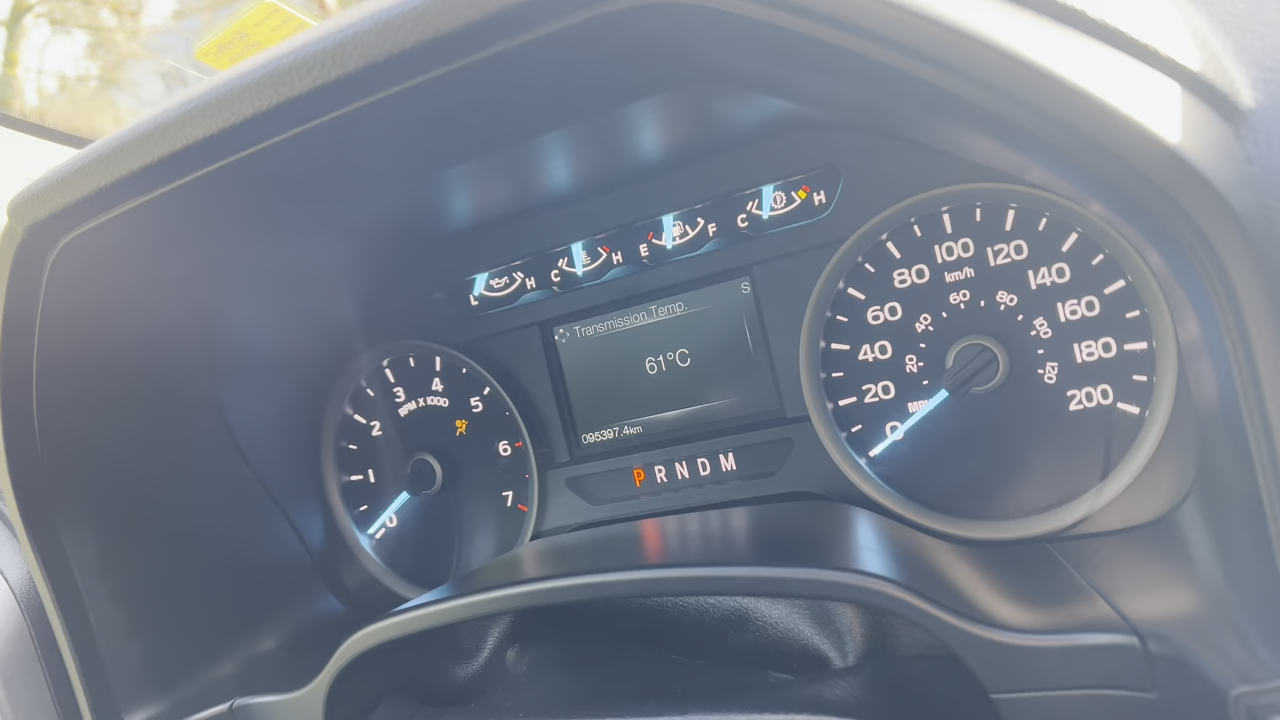 L H
C H
E F
C H
S
Transmission Temp.
61°C
095397.4km
P R N D M
0 1 2 3 4 5 6 7
RPM X 1000
0 20 40 60 80 100 120 140 160 180 200
km/h
20 40 60 80 100 120
MPH